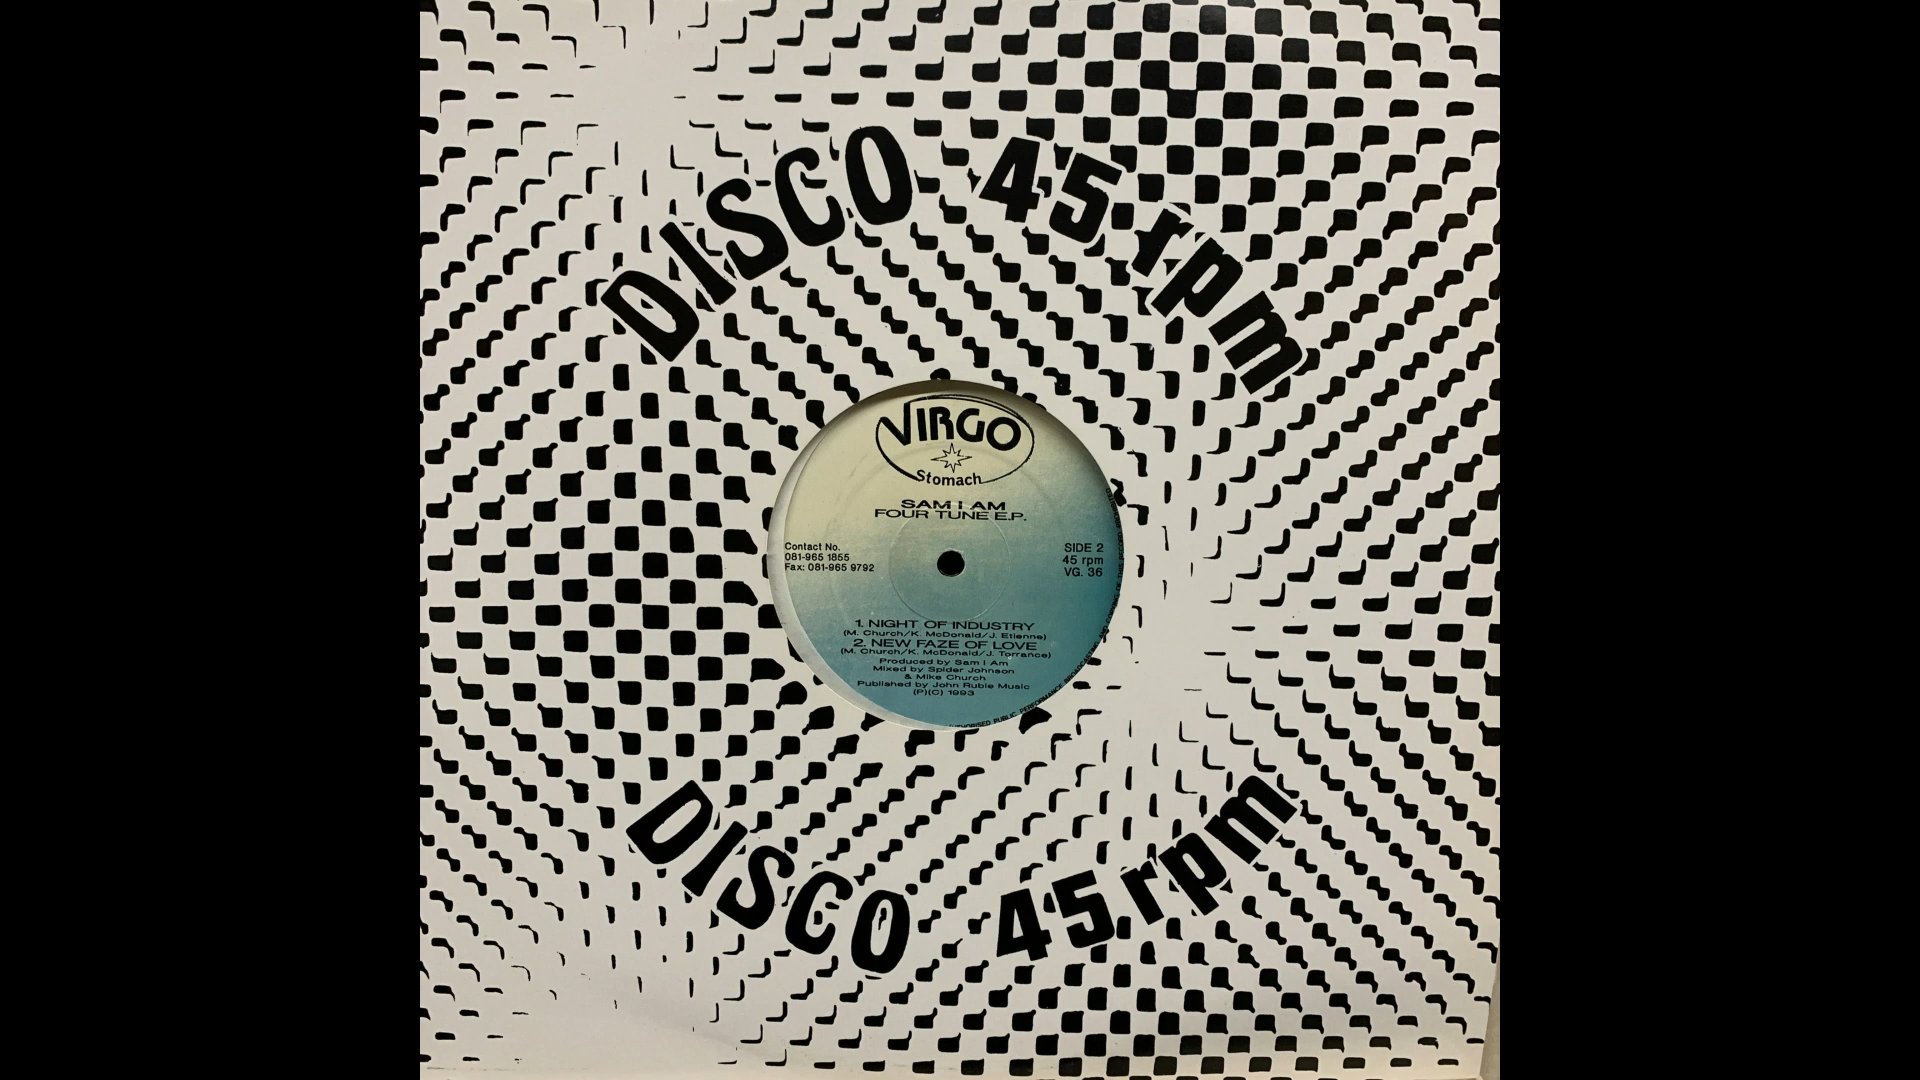 DISCO 45 rpm
VIRGO
Stomach
SAM I AM
FOUR TUNE E.P.
Contact No.
081-965 1855
Fax: 081-965 9792
SIDE 2
45 rpm
VG. 36
1. NIGHT OF INDUSTRY
(M. Church/K. McDonald/J. Etienne)
2. NEW FAZE OF LOVE
(M. Church/K. McDonald/J. Torrance)
Produced by Sam I Am
Mixed by Spider Johnson
& Mike Church
Published by John Rubie Music
(P)(C) 1993
PUBLIC PERFORMANCE
DISCO 45 rpm